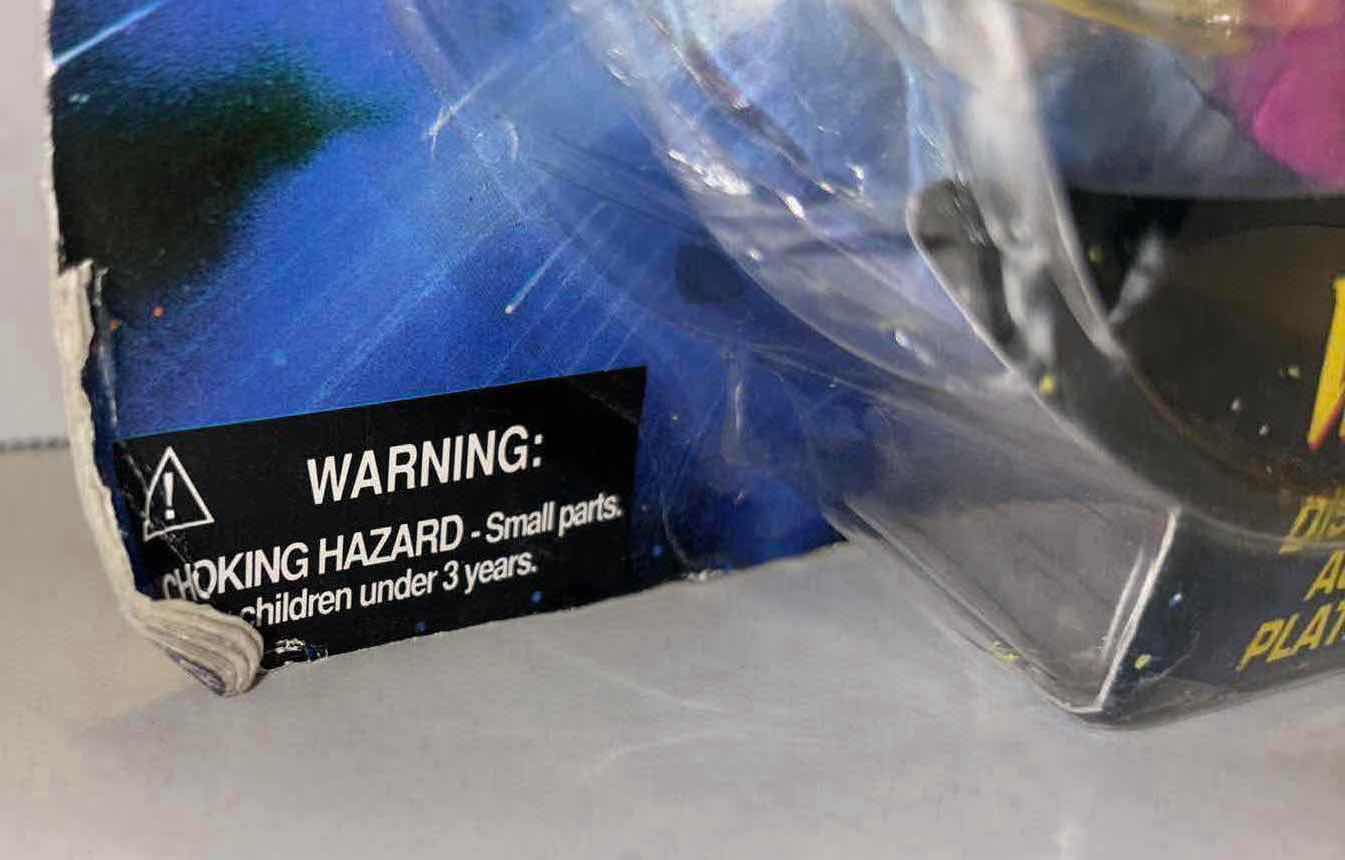 WARNING:
CHOKING HAZARD - Small parts.
children under 3 years.